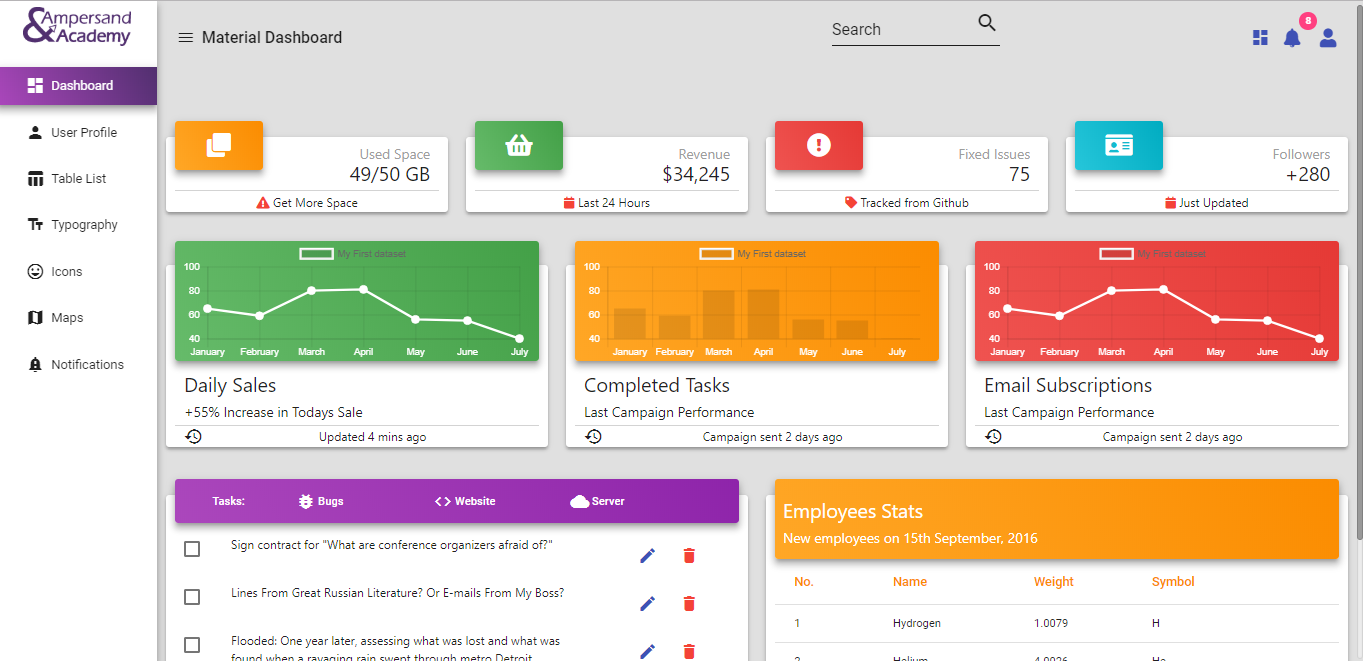 Ampersand
Academy
Material Dashboard
Search
8
Dashboard
User Profile
Table List
Typography
Icons
Maps
Notifications
Used Space
49/50 GB
Get More Space
Revenue
$34,245
Last 24 Hours
Fixed Issues
75
Tracked from Github
Followers
+280
Just Updated
My First dataset
100
80
60
40
January February March April May June July
Daily Sales
+55% Increase in Todays Sale
Updated 4 mins ago
My First dataset
100
80
60
40
January February March April May June July
Completed Tasks
Last Campaign Performance
Campaign sent 2 days ago
My First dataset
100
80
60
40
January February March April May June July
Email Subscriptions
Last Campaign Performance
Campaign sent 2 days ago
Tasks: Bugs Website Server
Sign contract for "What are conference organizers afraid of?"
Lines From Great Russian Literature? Or E-mails From My Boss?
Flooded: One year later, assessing what was lost and what was
found when a ravaging rain swept through metro Detroit
Employees Stats
New employees on 15th September, 2016
No. Name Weight Symbol
1 Hydrogen 1.0079 H
2 Helium 4.0026 He